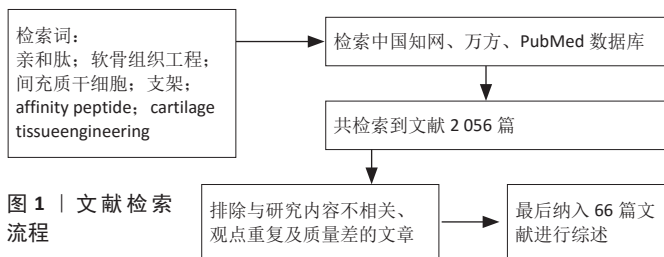 检索词：
亲和肽；软骨组织工程；
间充质干细胞；支架；
affinity peptide；cartilage
tissueengineering
检索中国知网、万方、PubMed 数据库
共检索到文献 2 056 篇
排除与研究内容不相关、
观点重复及质量差的文章
最后纳入 66 篇文
献进行综述
图 1 | 文献检索
流程